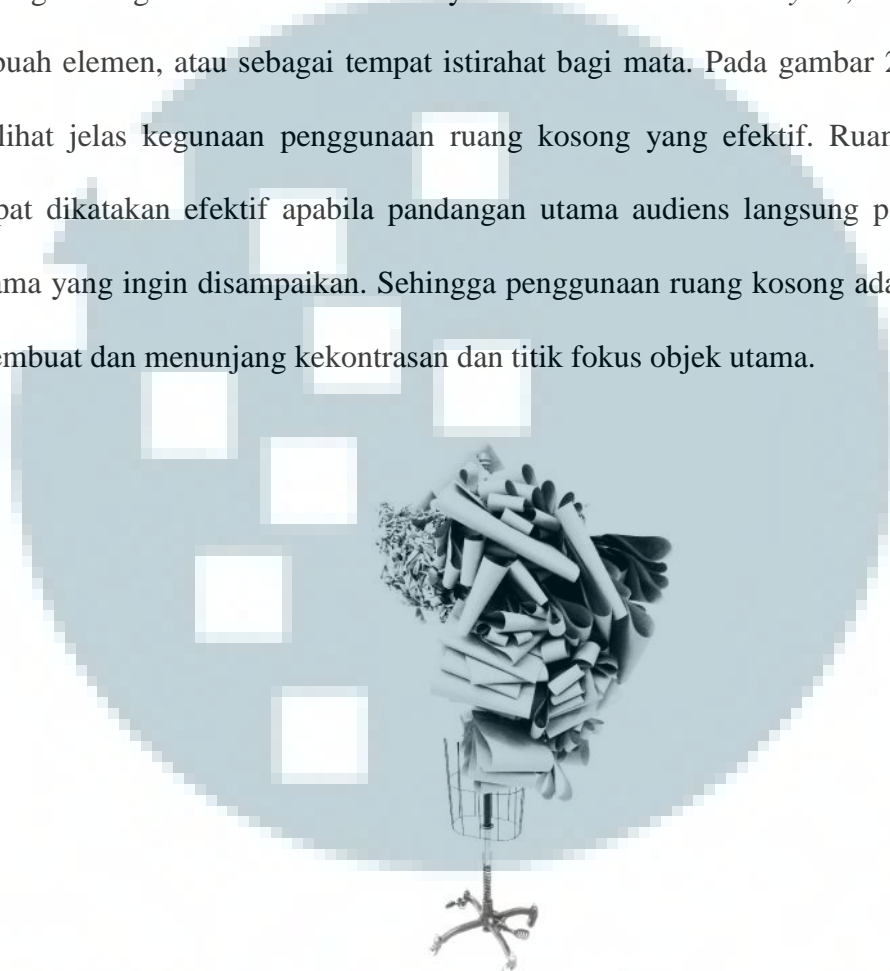 buah elemen, atau sebagai tempat istirahat bagi mata. Pada gambar 2
lihat jelas kegunaan penggunaan ruang kosong yang efektif. Ruan
pat dikatakan efektif apabila pandangan utama audiens langsung p
ama yang ingin disampaikan. Sehingga penggunaan ruang kosong ada
embuat dan menunjang kekontrasan dan titik fokus objek utama.